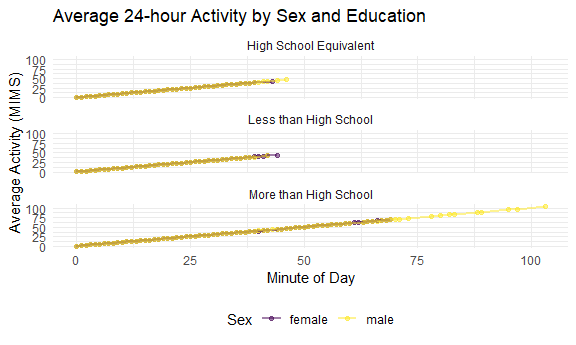 Average 24-hour Activity by Sex and Education
High School Equivalent
100
75
50
25
0
Less than High School
100
75
50
25
0
More than High School
100
75
50
25
0
Average Activity (MIMS)
0 25 50 75 100
Minute of Day
Sex female male